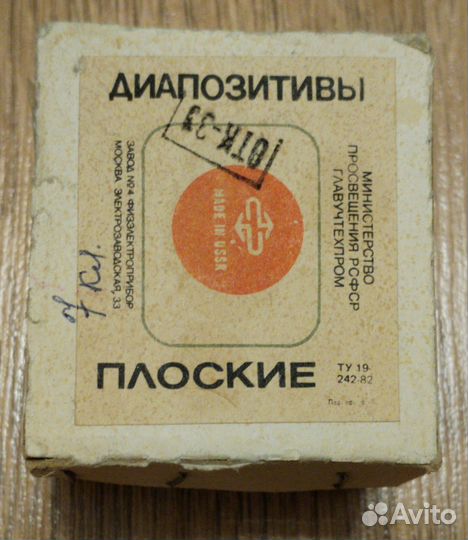 ДИАПОЗИТИВЫ
ОТК-33
ЗАВОД №4 ФИЗЭЛЕКТРОПРИБОР
МОСКВА ЭЛЕКТРОЗАВОДСКАЯ, 33
MADE IN USSR
МИНИСТЕРСТВО
ПРОСВЕЩЕНИЯ РСФСР
ГЛАВУЧТЕХПРОМ
7 кл.
ПЛОСКИЕ
ТУ 19-
242-82
Avito